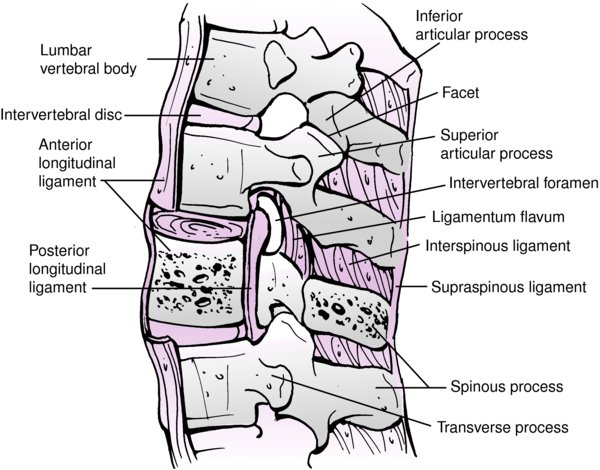 Inferior
articular process
Lumbar
vertebral body
Facet
Intervertebral disc
Superior
articular process
Anterior
longitudinal
ligament
Intervertebral foramen
Ligamentum flavum
Interspinous ligament
Posterior
longitudinal
ligament
Supraspinous ligament
Spinous process
Transverse process